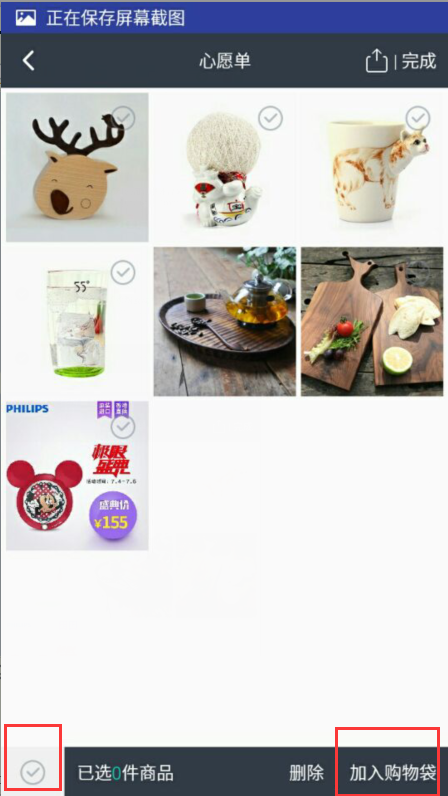 正在保存屏幕截图
心愿单
| 完成
55°
PHILIPS
极限
盛典
盛典价
¥155
已选0件商品
删除
加入购物袋